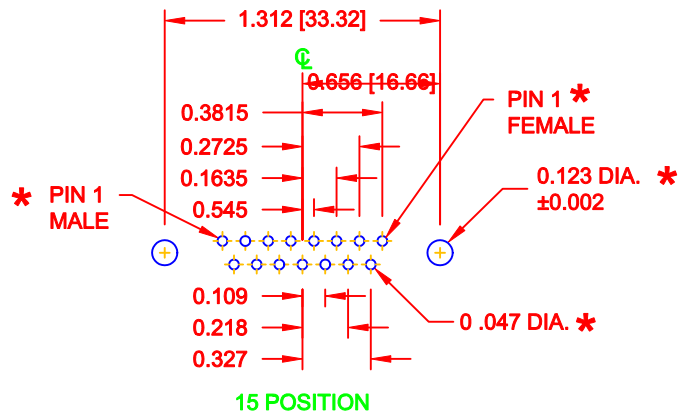 1.312 [33.32]
℄
0.656 [16.66]
0.3815
PIN 1 *
FEMALE
0.2725
0.1635
0.123 DIA. *
±0.002
* PIN 1
MALE
0.545
0.109
0.218
0 .047 DIA. *
0.327
15 POSITION